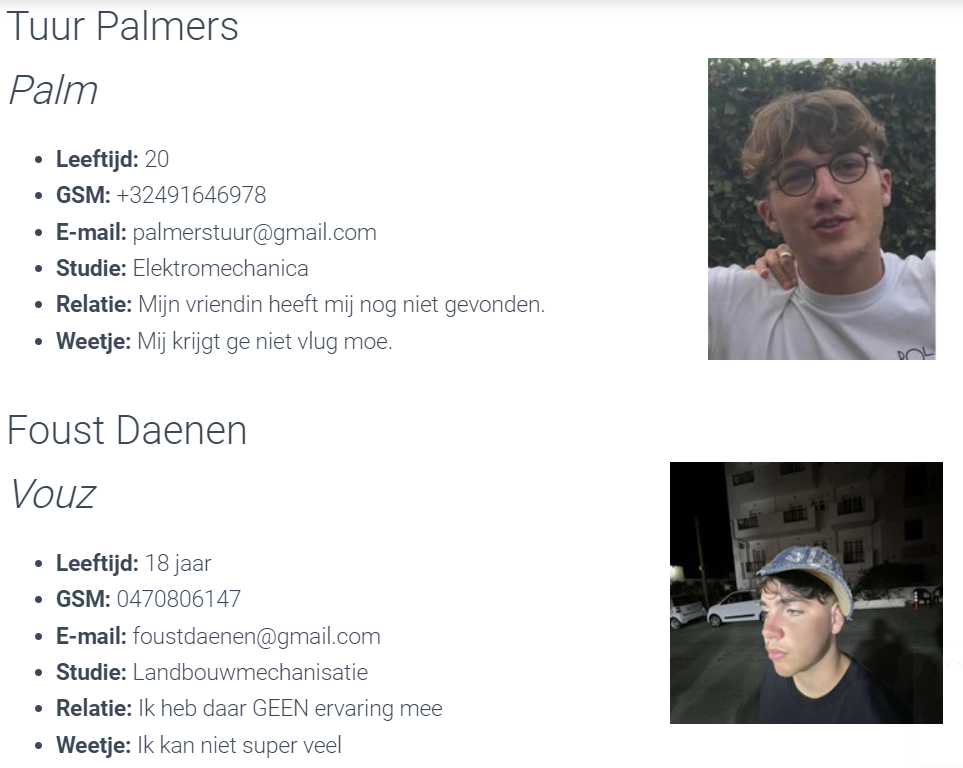 Tuur Palmers
Palm
Leeftijd: 20
GSM: +32491646978
E-mail: palmerstuur@gmail.com
Studie: Elektromechanica
Relatie: Mijn vriendin heeft mij nog niet gevonden.
Weetje: Mij krijgt ge niet vlug moe.
Foust Daenen
Vouz
Leeftijd: 18 jaar
GSM: 0470806147
E-mail: foustdaenen@gmail.com
Studie: Landbouwmechanisatie
Relatie: Ik heb daar GEEN ervaring mee
Weetje: Ik kan niet super veel